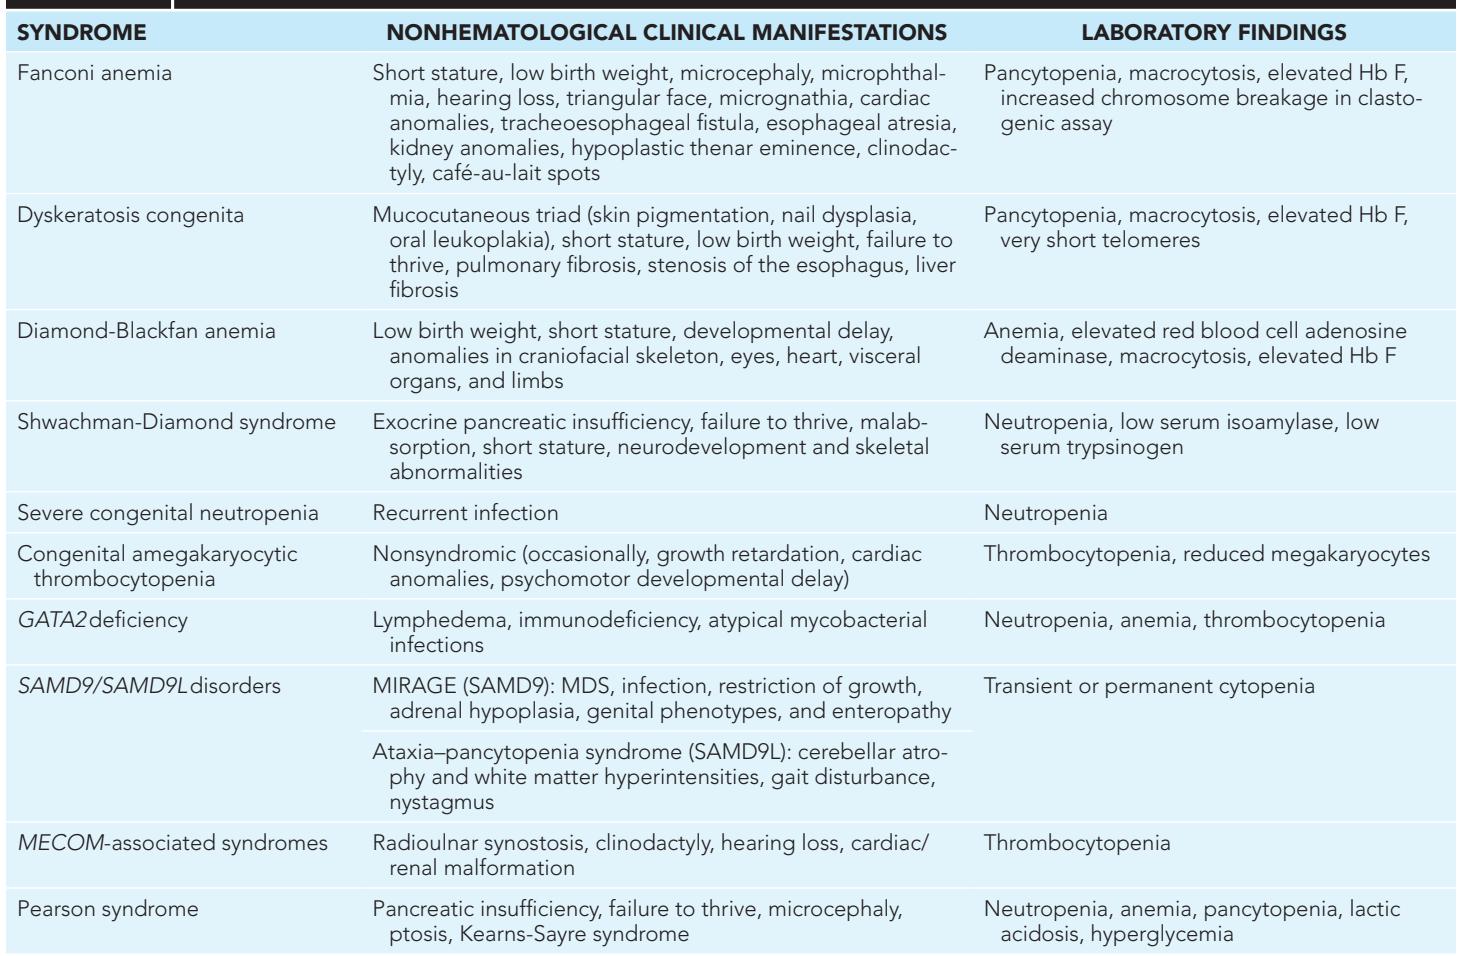 SYNDROME NONHEMATOLOGICAL CLINICAL MANIFESTATIONS LABORATORY FINDINGS
Fanconi anemia
Short stature, low birth weight, microcephaly, microphthal-
mia, hearing loss, triangular face, micrognathia, cardiac
anomalies, tracheoesophageal fistula, esophageal atresia,
kidney anomalies, hypoplastic thenar eminence, clinodac-
tyly, café-au-lait spots
Pancytopenia, macrocytosis, elevated Hb F,
increased chromosome breakage in clasto-
genic assay
Dyskeratosis congenita
Mucocutaneous triad (skin pigmentation, nail dysplasia,
oral leukoplakia), short stature, low birth weight, failure to
thrive, pulmonary fibrosis, stenosis of the esophagus, liver
fibrosis
Pancytopenia, macrocytosis, elevated Hb F,
very short telomeres
Diamond-Blackfan anemia
Low birth weight, short stature, developmental delay,
anomalies in craniofacial skeleton, eyes, heart, visceral
organs, and limbs
Anemia, elevated red blood cell adenosine
deaminase, macrocytosis, elevated Hb F
Shwachman-Diamond syndrome
Exocrine pancreatic insufficiency, failure to thrive, malab-
sorption, short stature, neurodevelopment and skeletal
abnormalities
Neutropenia, low serum isoamylase, low
serum trypsinogen
Severe congenital neutropenia
Recurrent infection
Neutropenia
Congenital amegakaryocytic
thrombocytopenia
Nonsyndromic (occasionally, growth retardation, cardiac
anomalies, psychomotor developmental delay)
Thrombocytopenia, reduced megakaryocytes
GATA2 deficiency
Lymphedema, immunodeficiency, atypical mycobacterial
infections
Neutropenia, anemia, thrombocytopenia
SAMD9/SAMD9L disorders
MIRAGE (SAMD9): MDS, infection, restriction of growth,
adrenal hypoplasia, genital phenotypes, and enteropathy
Transient or permanent cytopenia
Ataxia–pancytopenia syndrome (SAMD9L): cerebellar atro-
phy and white matter hyperintensities, gait disturbance,
nystagmus
MECOM-associated syndromes
Radioulnar synostosis, clinodactyly, hearing loss, cardiac/
renal malformation
Thrombocytopenia
Pearson syndrome
Pancreatic insufficiency, failure to thrive, microcephaly,
ptosis, Kearns-Sayre syndrome
Neutropenia, anemia, pancytopenia, lactic
acidosis, hyperglycemia